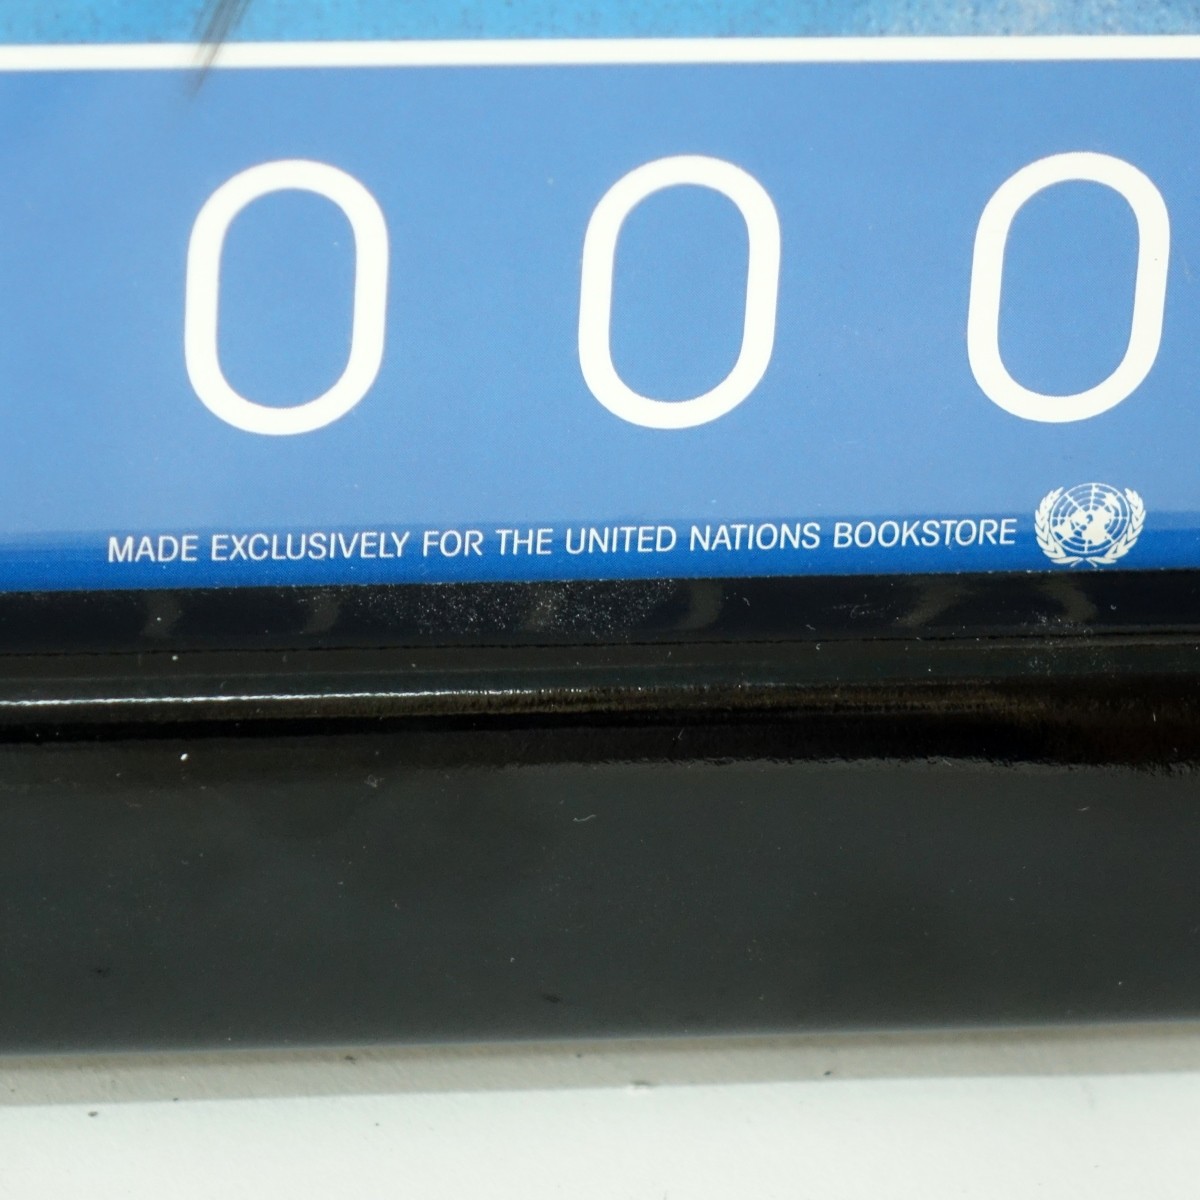 0 0 0
MADE EXCLUSIVELY FOR THE UNITED NATIONS BOOKSTORE